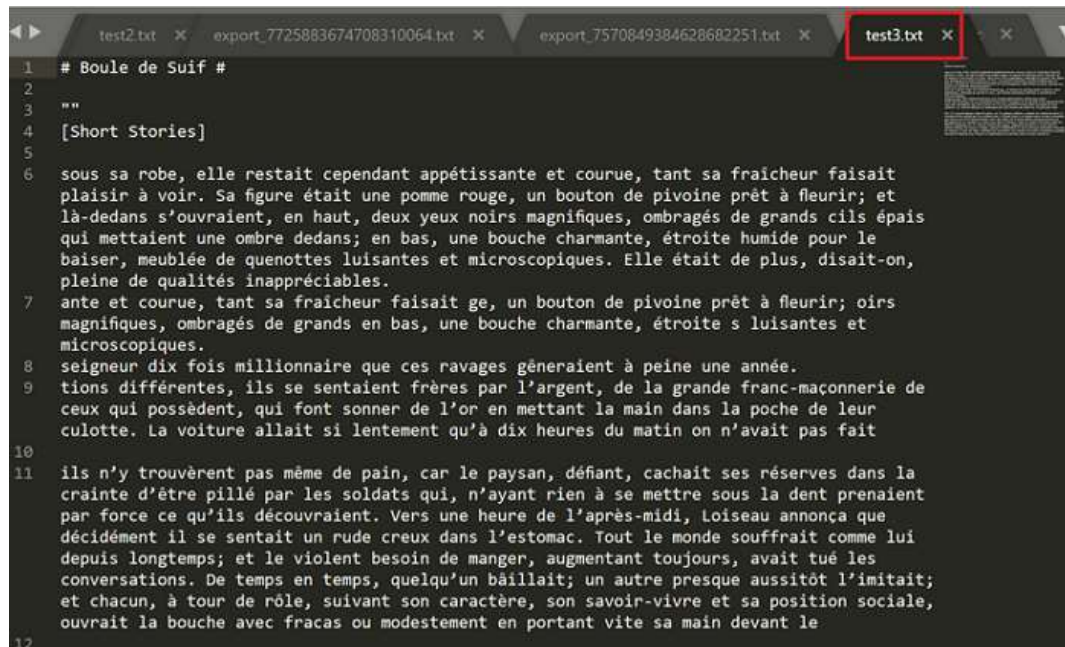 test2.txt × export_7725883674708310064.txt × export_7570849384628682251.txt × test3.txt × ×
1 # Boule de Suif #
2
3 ""
4 [Short Stories]
5
6 sous sa robe, elle restait cependant appétissante et courue, tant sa fraîcheur faisait
plaisir à voir. Sa figure était une pomme rouge, un bouton de pivoine prêt à fleurir; et
là-dedans s’ouvraient, en haut, deux yeux noirs magnifiques, ombragés de grands cils épais
qui mettaient une ombre dedans; en bas, une bouche charmante, étroite humide pour le
baiser, meublée de quenottes luisantes et microscopiques. Elle était de plus, disait-on,
pleine de qualités inappréciables.
7 ante et courue, tant sa fraîcheur faisait ge, un bouton de pivoine prêt à fleurir; oirs
magnifiques, ombragés de grands en bas, une bouche charmante, étroite s luisantes et
microscopiques.
8 seigneur dix fois millionnaire que ces ravages gêneraient à peine une année.
9 tions différentes, ils se sentaient frères par l’argent, de la grande franc-maçonnerie de
ceux qui possèdent, qui font sonner de l’or en mettant la main dans la poche de leur
culotte. La voiture allait si lentement qu’à dix heures du matin on n’avait pas fait
10
11 ils n’y trouvèrent pas même de pain, car le paysan, défiant, cachait ses réserves dans la
crainte d’être pillé par les soldats qui, n’ayant rien à se mettre sous la dent prenaient
par force ce qu’ils découvraient. Vers une heure de l’après-midi, Loiseau annonça que
décidément il se sentait un rude creux dans l’estomac. Tout le monde souffrait comme lui
depuis longtemps; et le violent besoin de manger, augmentant toujours, avait tué les
conversations. De temps en temps, quelqu’un bâillait; un autre presque aussitôt l’imitait;
et chacun, à tour de rôle, suivant son caractère, son savoir-vivre et sa position sociale,
ouvrait la bouche avec fracas ou modestement en portant vite sa main devant le
12